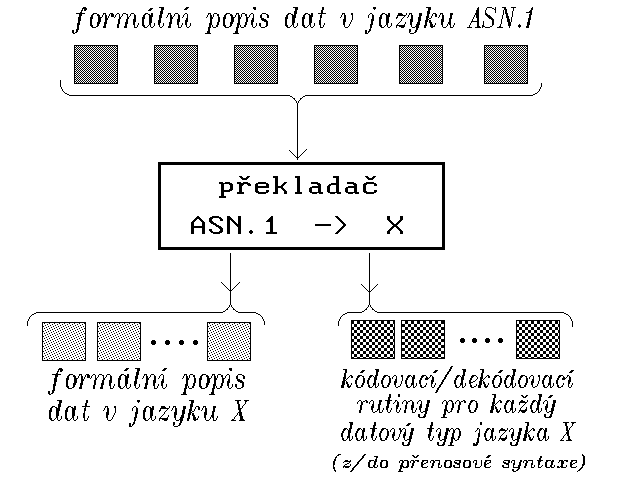 formální popis dat v jazyku ASN.1
překladač
ASN.1 -> X
formální popis
dat v jazyku X
kódovací/dekódovací
rutiny pro každý
datový typ jazyka X
(z/do přenosové syntaxe)